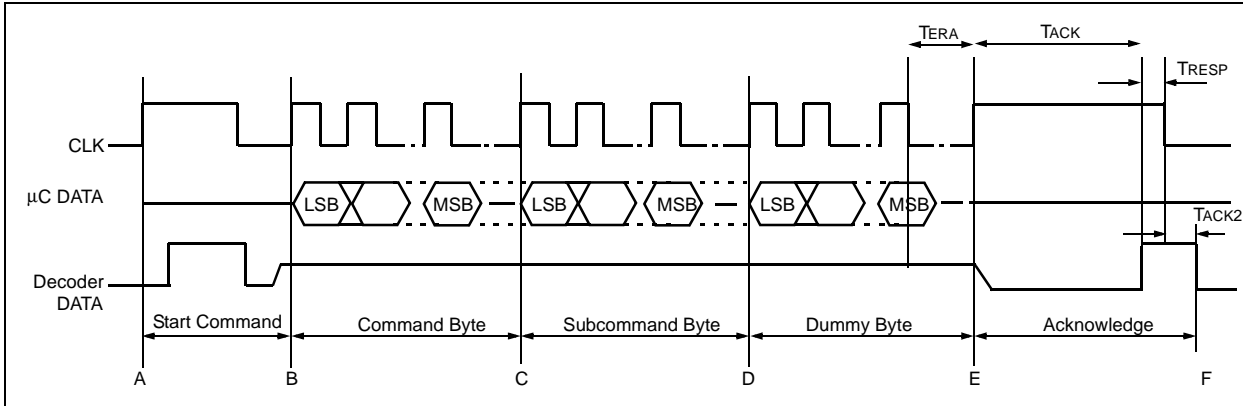 TERA
TACK
TRESP
CLK
µC DATA
LSB MSB LSB MSB LSB MSB
TACK2
Decoder
DATA
Start Command Command Byte Subcommand Byte Dummy Byte Acknowledge
A B C D E F